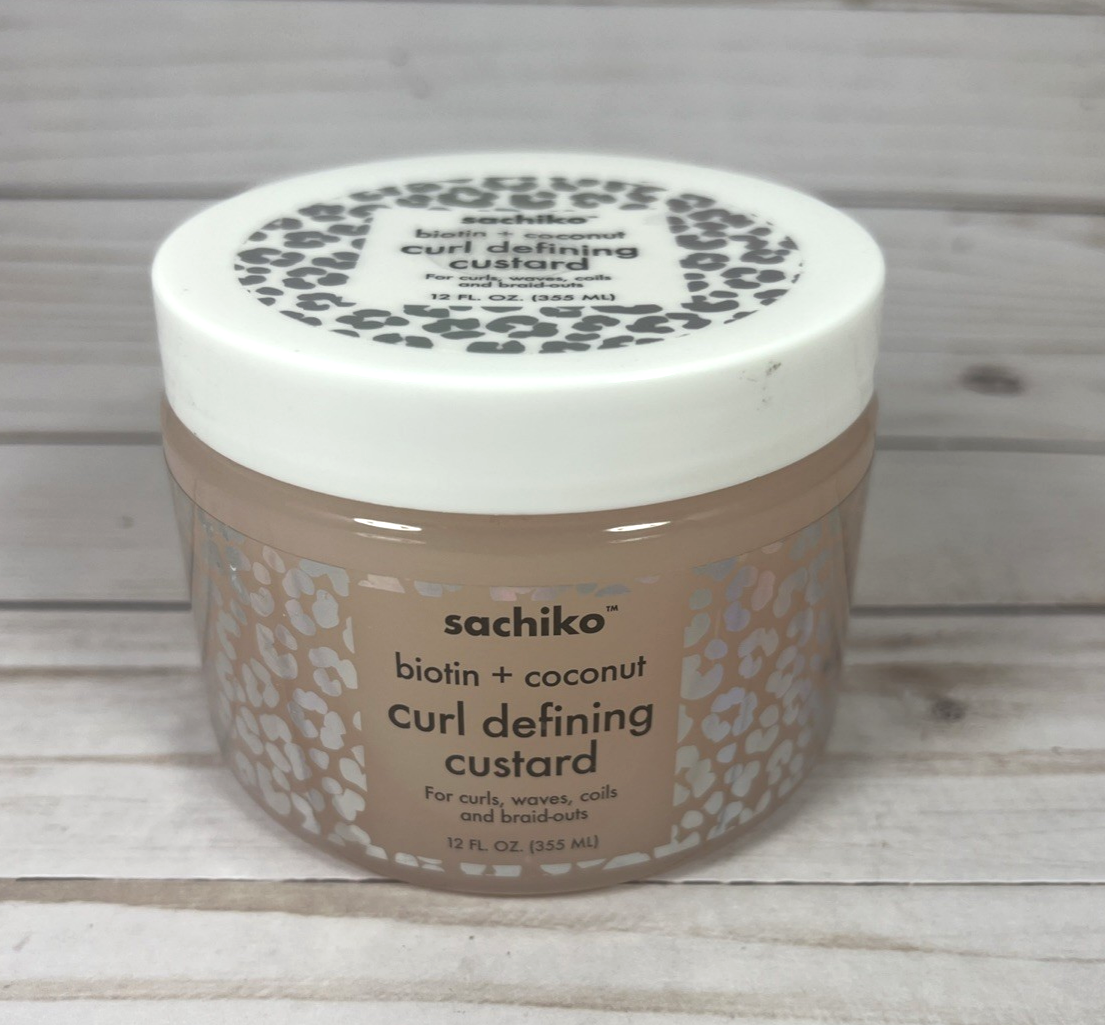 sachiko™
biotin + coconut
curl defining
custard
For curls, waves, coils
and braid-outs
12 FL. OZ. (355 ML)
sachiko™
biotin + coconut
curl defining
custard
For curls, waves, coils
and braid-outs
12 FL. OZ. (355 ML)